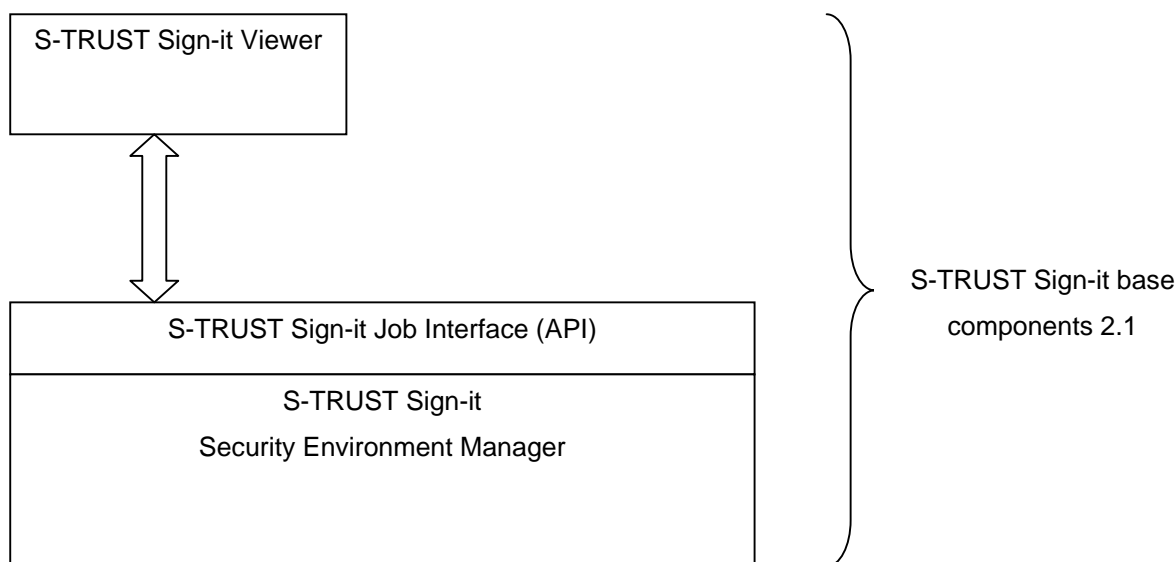 S-TRUST Sign-it Viewer
S-TRUST Sign-it base
components 2.1
S-TRUST Sign-it Job Interface (API)
S-TRUST Sign-it
Security Environment Manager